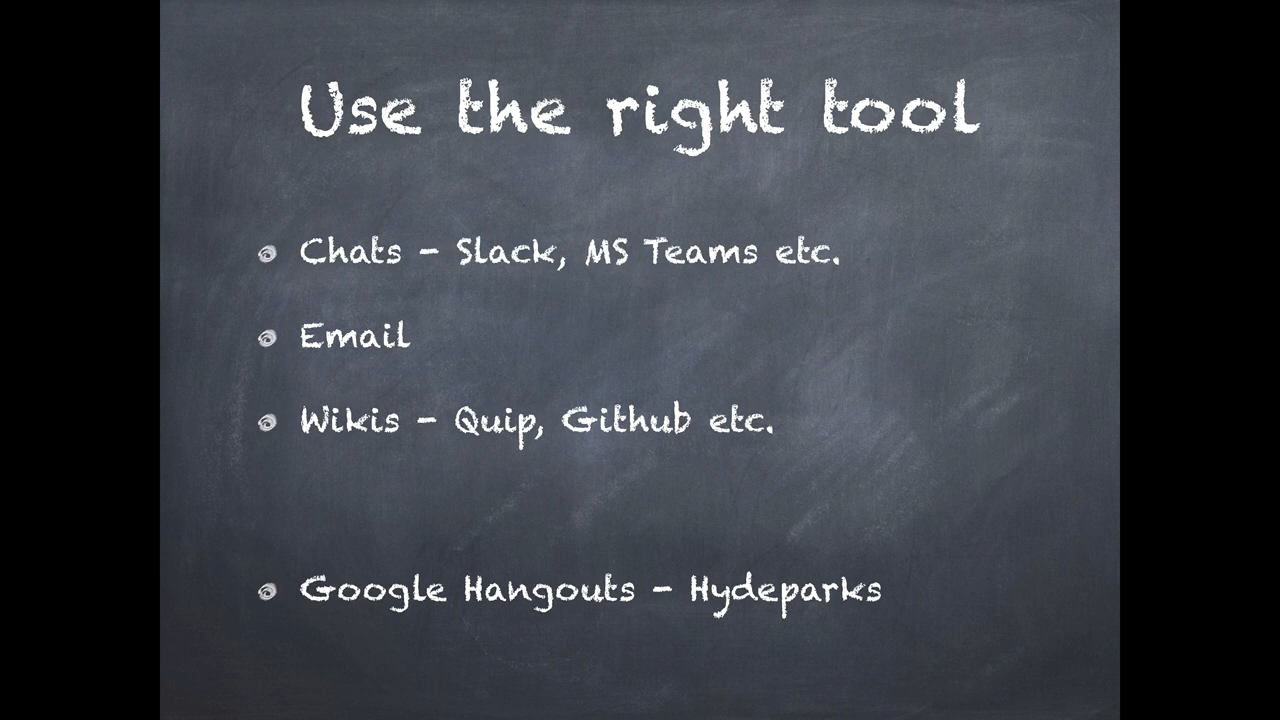 Use the right tool
Chats - Slack, MS Teams etc.
Email
Wikis - Quip, Github etc.
Google Hangouts - Hydeparks